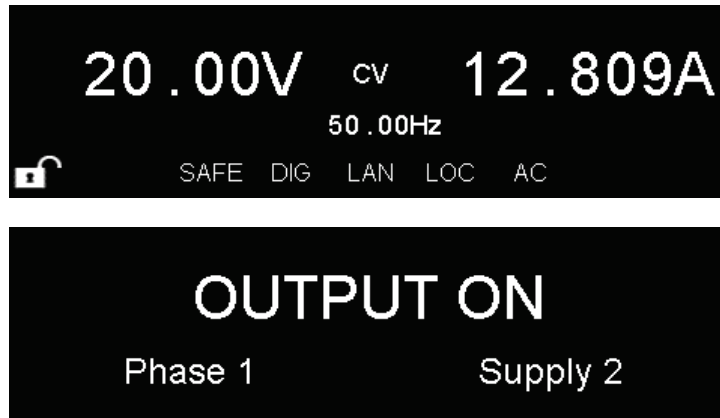 20.00V CV 12.809A
50.00Hz
SAFE DIG LAN LOC AC
OUTPUT ON
Phase 1 Supply 2